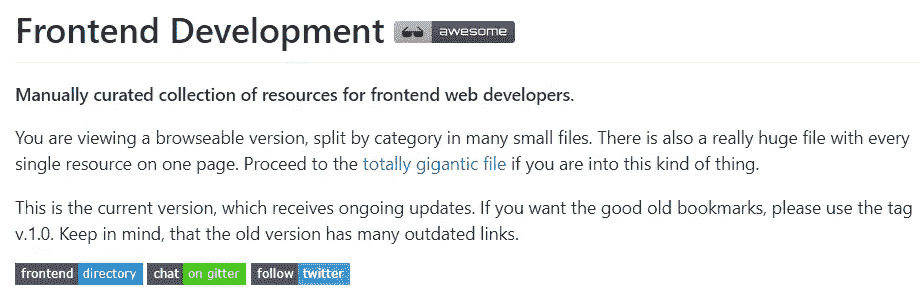 Frontend Development awesome
Manually curated collection of resources for frontend web developers.
You are viewing a browseable version, split by category in many small files. There is also a really huge file with every
single resource on one page. Proceed to the totally gigantic file if you are into this kind of thing.
This is the current version, which receives ongoing updates. If you want the good old bookmarks, please use the tag
v.1.0. Keep in mind, that the old version has many outdated links.
frontend directory chat on gitter follow twitter